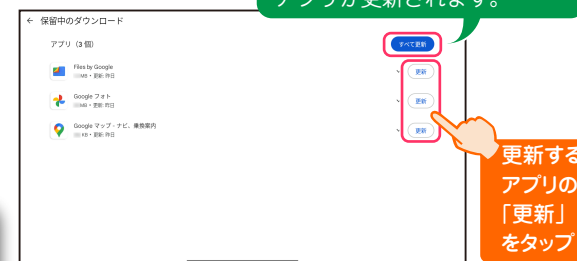 アプリが更新されます。
← 保留中のダウンロード
アプリ（3 個）
すべて更新
Files by Google
MB • 更新: 昨日
更新
Google フォト
MB • 更新: 昨日
更新
Google マップ - ナビ、乗換案内
KB • 更新: 昨日
更新
更新する
アプリの
「更新」
をタップ